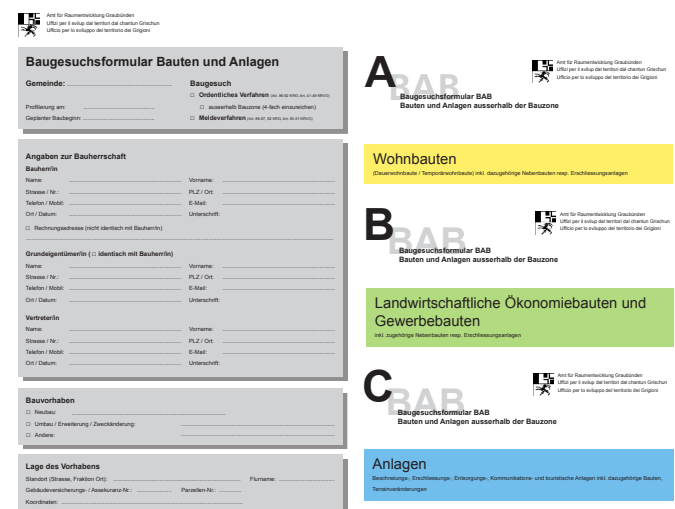 Amt für Raumentwicklung Graubünden
Uffizi per il svilup dal territori dal chantun Grischun
Ufficio per lo sviluppo del territorio dei Grigioni
Baugesuchsformular Bauten und Anlagen
Gemeinde:
Profilierung am:
Geplanter Baubeginn:
Baugesuch
Ordentliches Verfahren
ausserhalb Bauzone (4-fach einzureichen)
Meldeverfahren
Angaben zur Bauherrschaft
Bauherr/in
Name: Vorname:
Strasse / Nr.: PLZ / Ort:
Telefon / Mobil: E-Mail:
Ort / Datum: Unterschrift:
Rechnungsadresse (nicht identisch mit Bauherr/in)
Grundeigentümer/in ( □ identisch mit Bauherr/in)
Name: Vorname:
Strasse / Nr.: PLZ / Ort:
Telefon / Mobil: E-Mail:
Ort / Datum: Unterschrift:
Vertreter/in
Name: Vorname:
Strasse / Nr.: PLZ / Ort:
Telefon / Mobil: E-Mail:
Ort / Datum: Unterschrift:
Bauvorhaben
Neubau:
Umbau / Erweiterung / Zweckänderung:
Andere:
Lage des Vorhabens
Standort (Strasse, Fraktion Ort): Flurname:
Gebäudeversicherungs- / Assekuranz-Nr.: Parzellen-Nr.:
Koordinaten:
A
BAB
Amt für Raumentwicklung Graubünden
Uffizi per il svilup dal territori dal chantun Grischun
Ufficio per lo sviluppo del territorio dei Grigioni
Baugesuchsformular BAB
Bauten und Anlagen ausserhalb der Bauzone
Wohnbauten
(Dauerwohnbaute / Temporärwohnbaute) inkl. dazugehörige Nebenbauten resp. Erschliessungsanlagen
B
BAB
Amt für Raumentwicklung Graubünden
Uffizi per il svilup dal territori dal chantun Grischun
Ufficio per lo sviluppo del territorio dei Grigioni
Baugesuchsformular BAB
Bauten und Anlagen ausserhalb der Bauzone
Landwirtschaftliche Ökonomiebauten und
Gewerbebauten
inkl. zugehörige Nebenbauten resp. Erschliessungsanlagen
C
BAB
Amt für Raumentwicklung Graubünden
Uffizi per il svilup dal territori dal chantun Grischun
Ufficio per lo sviluppo del territorio dei Grigioni
Baugesuchsformular BAB
Bauten und Anlagen ausserhalb der Bauzone
Anlagen
Beschneiungs-, Erschliessungs-, Entsorgungs-, Kommunikations- und touristische Anlagen inkl. dazugehörige Bauten,
Terrainveränderungen